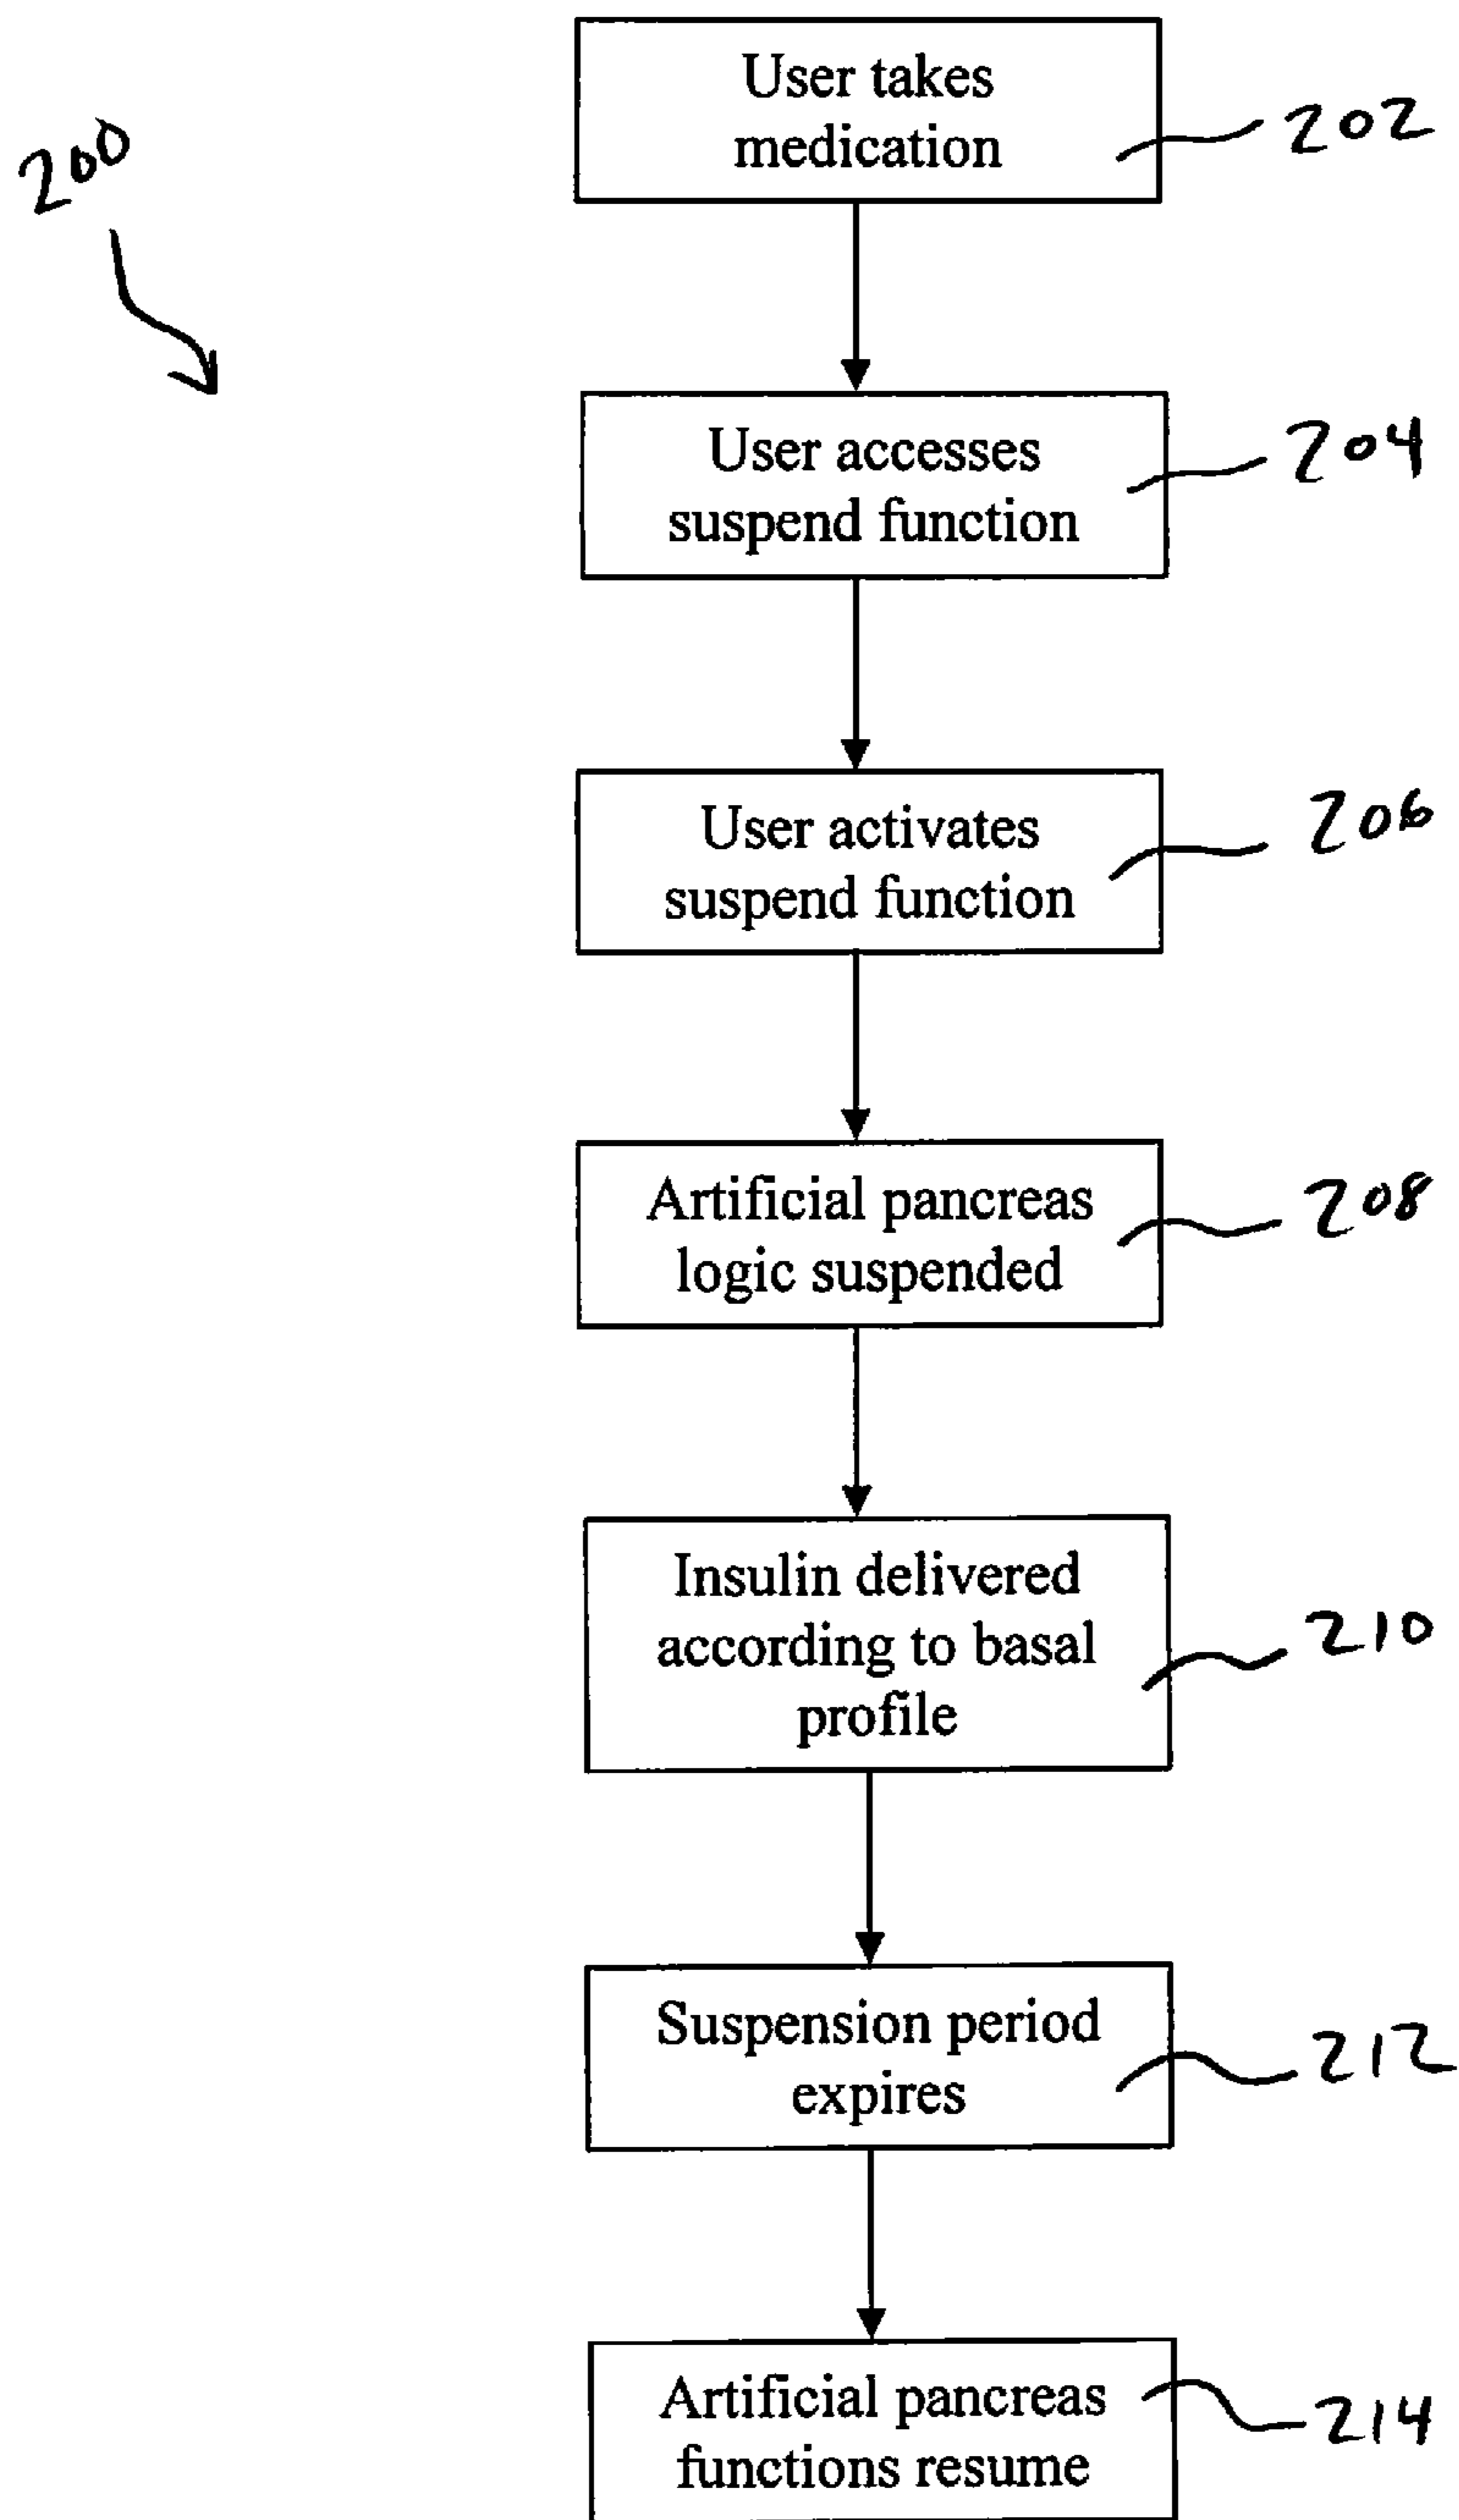 200
User takes
medication
202
User accesses
suspend function
204
User activates
suspend function
206
Artificial pancreas
logic suspended
208
Insulin delivered
according to basal
profile
210
Suspension period
expires
212
Artificial pancreas
functions resume
214